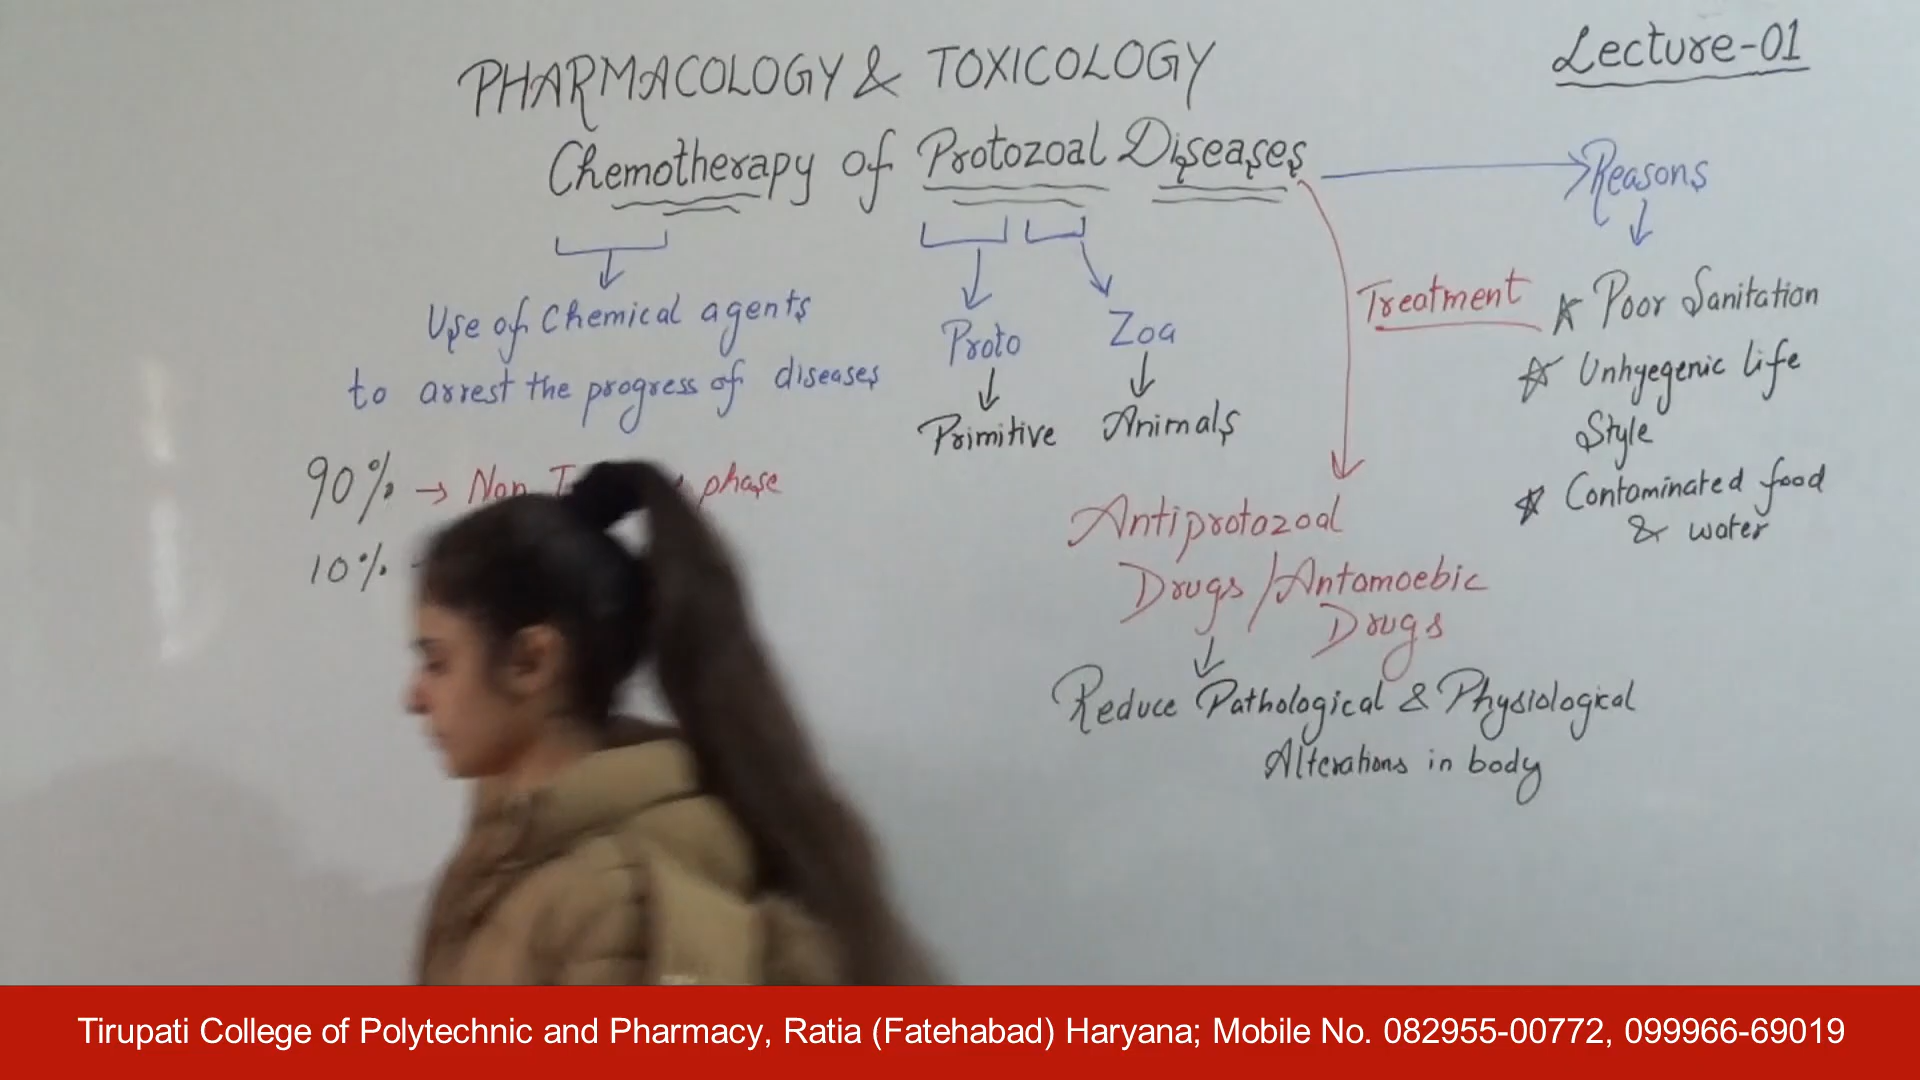 PHARMACOLOGY & TOXICOLOGY
Lecture-01
Chemotherapy of Protozoal Diseases
Reasons
Use of Chemical agents
to arrest the progress of diseases
Proto
Zoa
Primitive
Animals
Treatment
Poor Sanitation
Unhyegenic life
Style
Contaminated food
& water
90% → Non phase
10%
Antiprotozoal
Drugs / Antamoebic
Drugs
Reduce Pathological & Physiological
Alterations in body
Tirupati College of Polytechnic and Pharmacy, Ratia (Fatehabad) Haryana; Mobile No. 082955-00772, 099966-69019